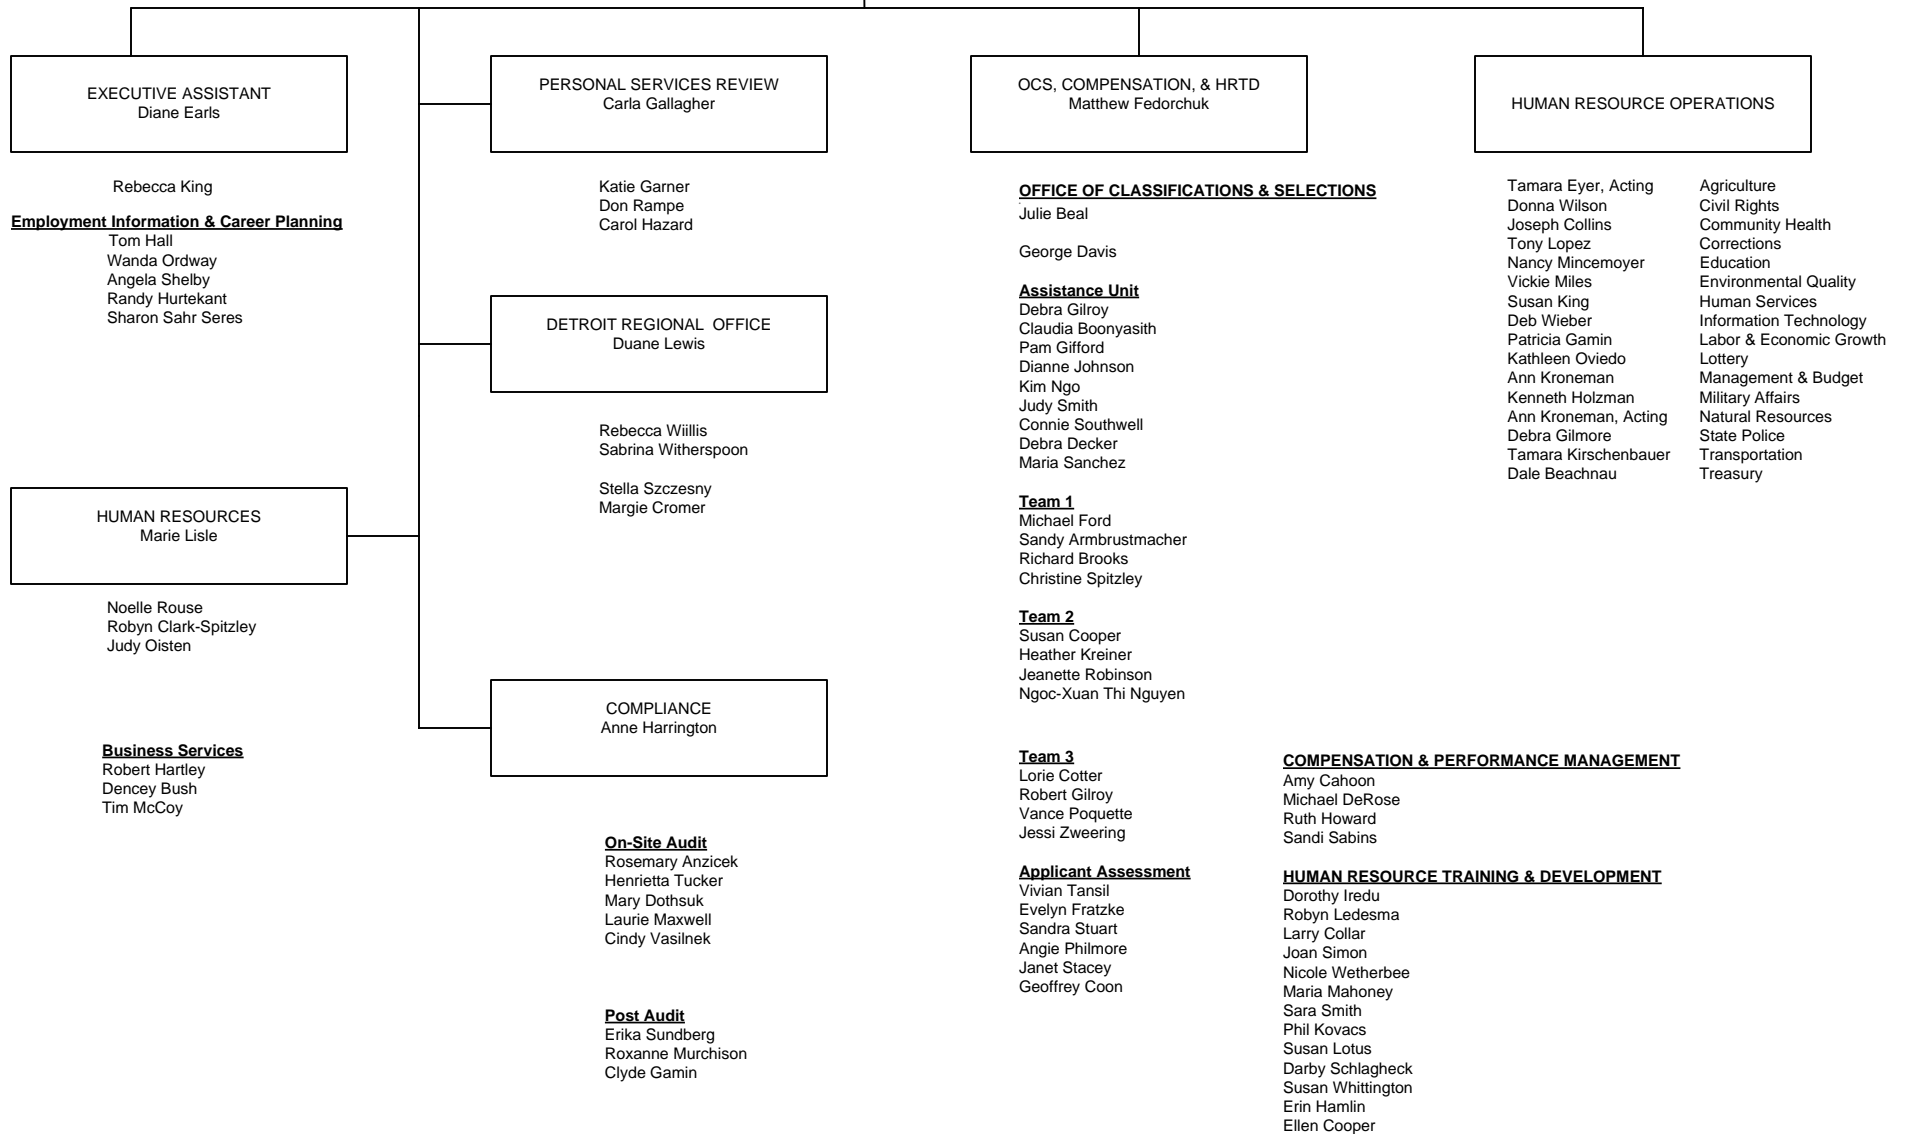 EXECUTIVE ASSISTANT
Diane Earls
Rebecca King
Employment Information & Career Planning
Tom Hall
Wanda Ordway
Angela Shelby
Randy Hurtekant
Sharon Sahr Seres
HUMAN RESOURCES
Marie Lisle
Noelle Rouse
Robyn Clark-Spitzley
Judy Oisten
Business Services
Robert Hartley
Dencey Bush
Tim McCoy
PERSONAL SERVICES REVIEW
Carla Gallagher
Katie Garner
Don Rampe
Carol Hazard
DETROIT REGIONAL OFFICE
Duane Lewis
Rebecca Wiillis
Sabrina Witherspoon
Stella Szczesny
Margie Cromer
COMPLIANCE
Anne Harrington
On-Site Audit
Rosemary Anzicek
Henrietta Tucker
Mary Dothsuk
Laurie Maxwell
Cindy Vasilnek
Post Audit
Erika Sundberg
Roxanne Murchison
Clyde Gamin
OCS, COMPENSATION, & HRTD
Matthew Fedorchuk
OFFICE OF CLASSIFICATIONS & SELECTIONS
Julie Beal
George Davis
Assistance Unit
Debra Gilroy
Claudia Boonyasith
Pam Gifford
Dianne Johnson
Kim Ngo
Judy Smith
Connie Southwell
Debra Decker
Maria Sanchez
Team 1
Michael Ford
Sandy Armbrustmacher
Richard Brooks
Christine Spitzley
Team 2
Susan Cooper
Heather Kreiner
Jeanette Robinson
Ngoc-Xuan Thi Nguyen
Team 3
Lorie Cotter
Robert Gilroy
Vance Poquette
Jessi Zweering
Applicant Assessment
Vivian Tansil
Evelyn Fratzke
Sandra Stuart
Angie Philmore
Janet Stacey
Geoffrey Coon
COMPENSATION & PERFORMANCE MANAGEMENT
Amy Cahoon
Michael DeRose
Ruth Howard
Sandi Sabins
HUMAN RESOURCE TRAINING & DEVELOPMENT
Dorothy Iredu
Robyn Ledesma
Larry Collar
Joan Simon
Nicole Wetherbee
Maria Mahoney
Sara Smith
Phil Kovacs
Susan Lotus
Darby Schlagheck
Susan Whittington
Erin Hamlin
Ellen Cooper
HUMAN RESOURCE OPERATIONS
Tamara Eyer, Acting Agriculture
Donna Wilson Civil Rights
Joseph Collins Community Health
Tony Lopez Corrections
Nancy Mincemoyer Education
Vickie Miles Environmental Quality
Susan King Human Services
Deb Wieber Information Technology
Patricia Gamin Labor & Economic Growth
Kathleen Oviedo Lottery
Ann Kroneman Management & Budget
Kenneth Holzman Military Affairs
Ann Kroneman, Acting Natural Resources
Debra Gilmore State Police
Tamara Kirschenbauer Transportation
Dale Beachnau Treasury